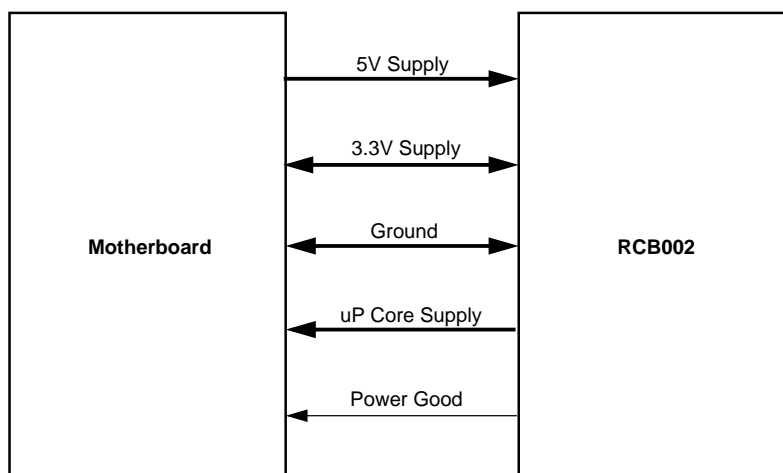 5V Supply
3.3V Supply
Motherboard
Ground
RCB002
uP Core Supply
Power Good